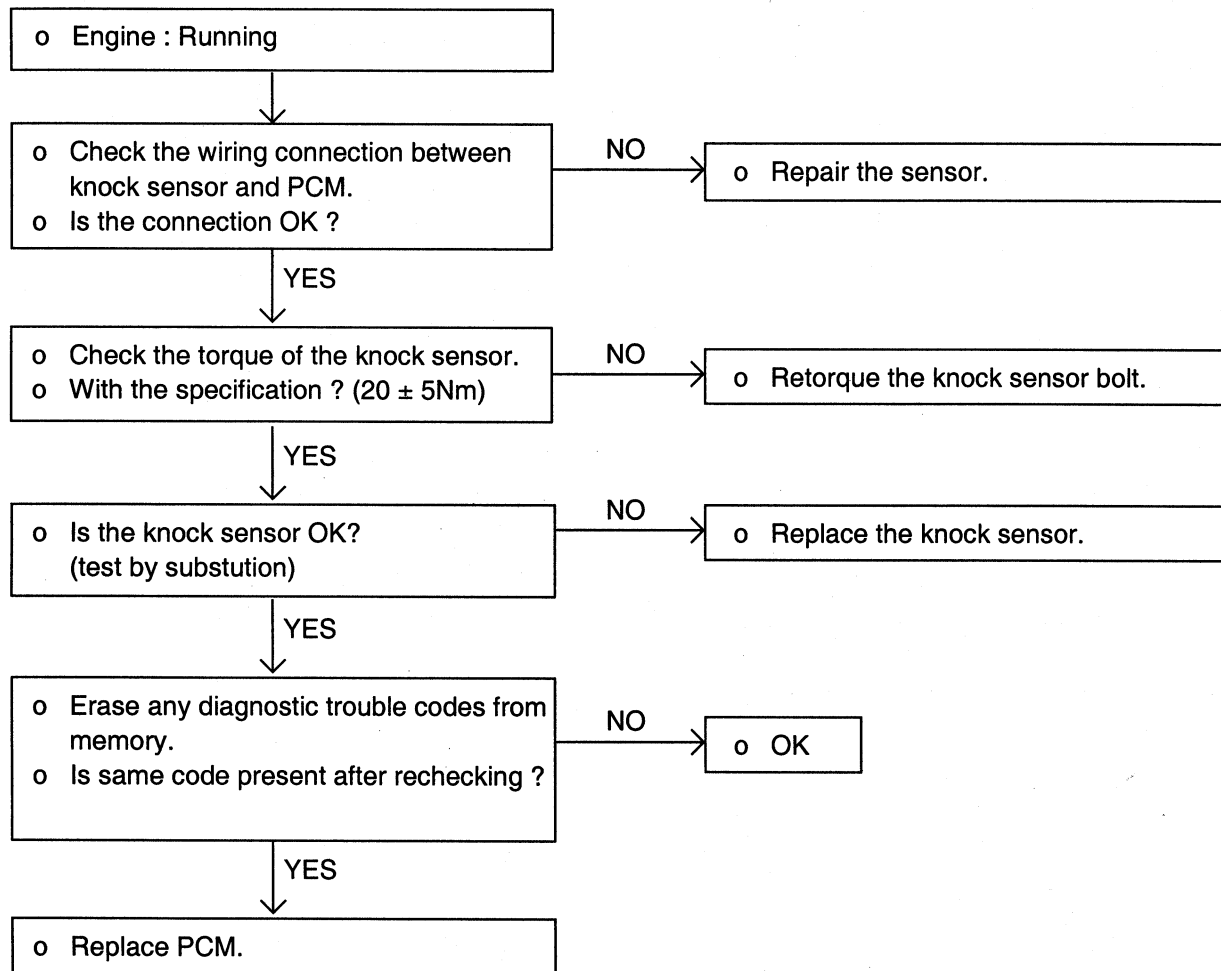 o Engine : Running
o Check the wiring connection between
knock sensor and PCM.
o Is the connection OK ?
NO
o Repair the sensor.
YES
o Check the torque of the knock sensor.
o With the specification ? (20 ± 5Nm)
NO
o Retorque the knock sensor bolt.
YES
o Is the knock sensor OK?
(test by substution)
NO
o Replace the knock sensor.
YES
o Erase any diagnostic trouble codes from
memory.
o Is same code present after rechecking ?
NO
o OK
YES
o Replace PCM.